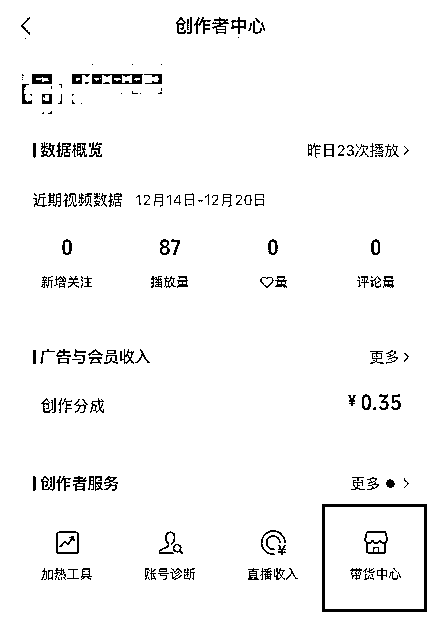 创作者中心
数据概览 昨日23次播放 >
近期视频数据 12月14日-12月20日
0 87 0 0
新增关注 播放量 ♡量 评论量
广告与会员收入 更多 >
创作分成 ¥ 0.35
创作者服务 更多 ● >
加热工具 账号诊断 直播收入 带货中心